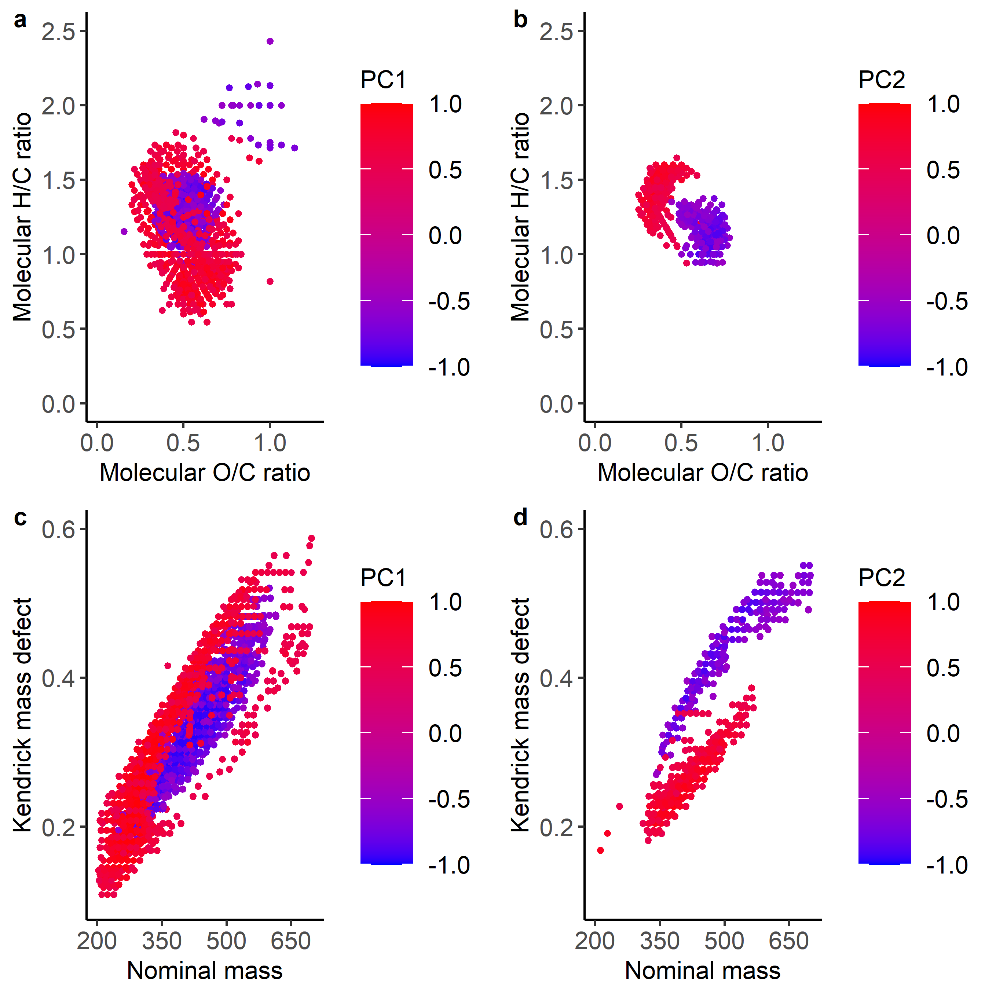 a
2.5
2.0
1.5
1.0
0.5
0.0
Molecular H/C ratio
0.0 0.5 1.0
Molecular O/C ratio
PC1
1.0
0.5
0.0
-0.5
-1.0
b
2.5
2.0
1.5
1.0
0.5
0.0
Molecular H/C ratio
0.0 0.5 1.0
Molecular O/C ratio
PC2
1.0
0.5
0.0
-0.5
-1.0
c
0.6
0.4
0.2
Kendrick mass defect
200 350 500 650
Nominal mass
PC1
1.0
0.5
0.0
-0.5
-1.0
d
0.6
0.4
0.2
Kendrick mass defect
200 350 500 650
Nominal mass
PC2
1.0
0.5
0.0
-0.5
-1.0